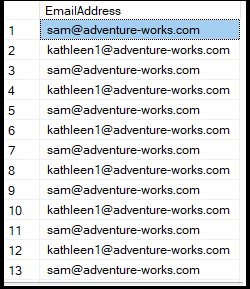 EmailAddress
1 sam@adventure-works.com
2 kathleen1@adventure-works.com
3 sam@adventure-works.com
4 kathleen1@adventure-works.com
5 sam@adventure-works.com
6 kathleen1@adventure-works.com
7 sam@adventure-works.com
8 kathleen1@adventure-works.com
9 sam@adventure-works.com
10 kathleen1@adventure-works.com
11 sam@adventure-works.com
12 kathleen1@adventure-works.com
13 sam@adventure-works.com